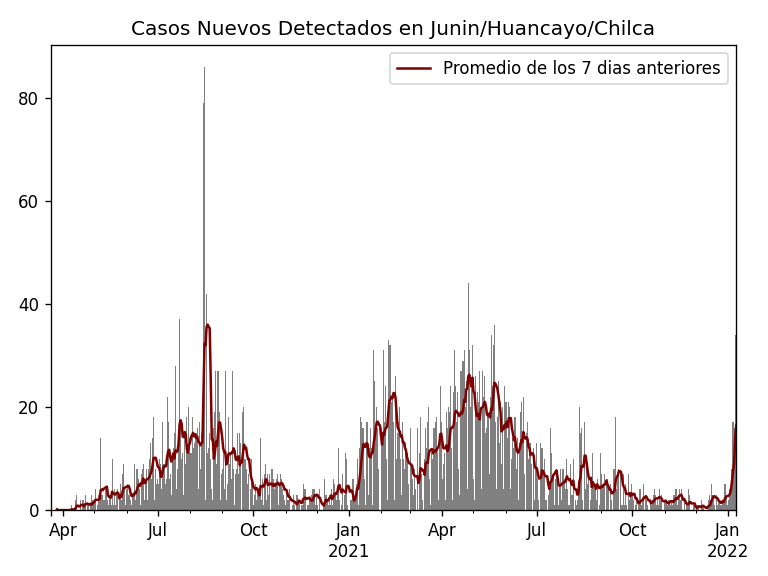 Casos Nuevos Detectados en Junin/Huancayo/Chilca
Promedio de los 7 dias anteriores
80
60
40
20
0
Apr Jul Oct Jan Apr Jul Oct Jan
2021 2022